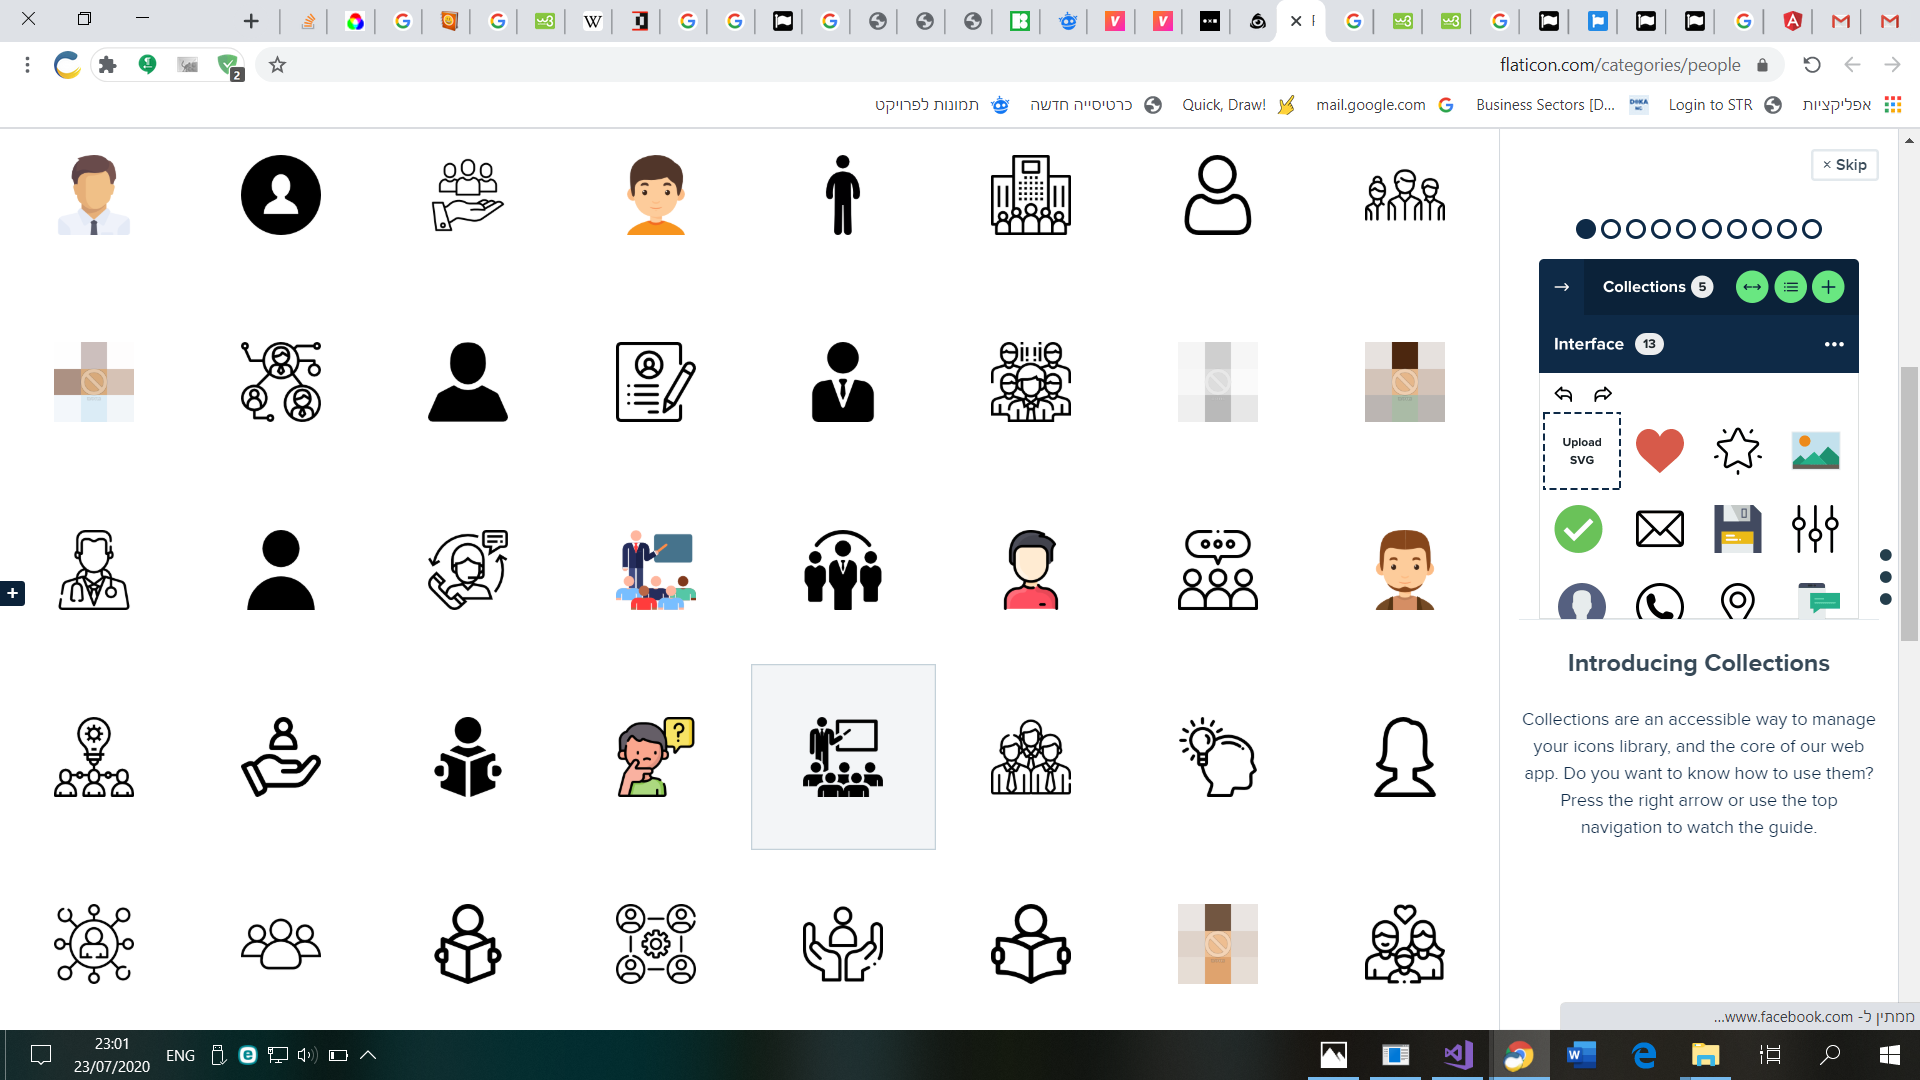 flaticon.com/categories/people
2
אפליקציות
Login to STR
Business Sectors [D...
mail.google.com
Quick, Draw!
כרטיסייה חדשה
תמונות לפרויקט
× Skip
Collections 5
Interface 13
Upload
SVG
Introducing Collections
Collections are an accessible way to manage
your icons library, and the core of our web
app. Do you want to know how to use them?
Press the right arrow or use the top
navigation to watch the guide.
ממתין ל- www.facebook.com...
23:01
23/07/2020
ENG